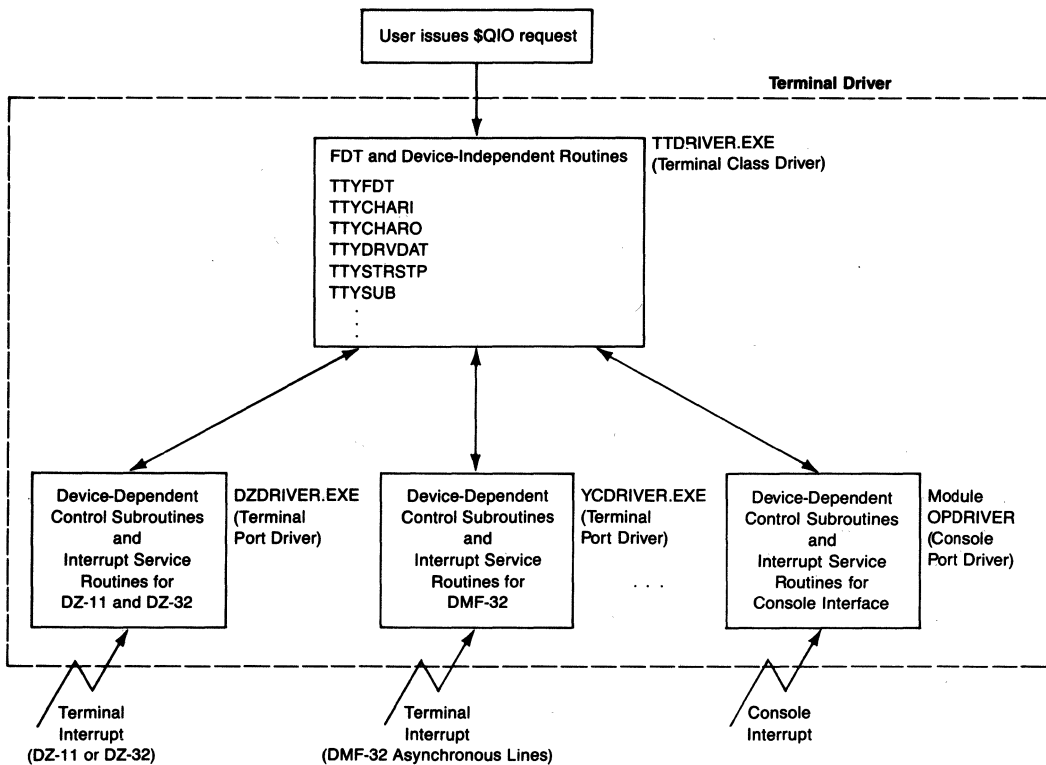 User issues $QIO request
Terminal Driver
FDT and Device-Independent Routines
TTYFDT
TTYCHARI
TTYCHARO
TTYDRVDAT
TTYSTRSTP
TTYSUB
.
.
.
TTDRIVER.EXE
(Terminal Class Driver)
Device-Dependent
Control Subroutines
and
Interrupt Service
Routines for
DZ-11 and DZ-32
DZDRIVER.EXE
(Terminal
Port Driver)
Device-Dependent
Control Subroutines
and
Interrupt Service
Routines for
DMF-32
YCDRIVER.EXE
(Terminal
Port Driver)
. . .
Device-Dependent
Control Subroutines
and
Interrupt Service
Routines for
Console Interface
Module
OPDRIVER
(Console
Port Driver)
Terminal
Interrupt
(DZ-11 or DZ-32)
Terminal
Interrupt
(DMF-32 Asynchronous Lines)
Console
Interrupt